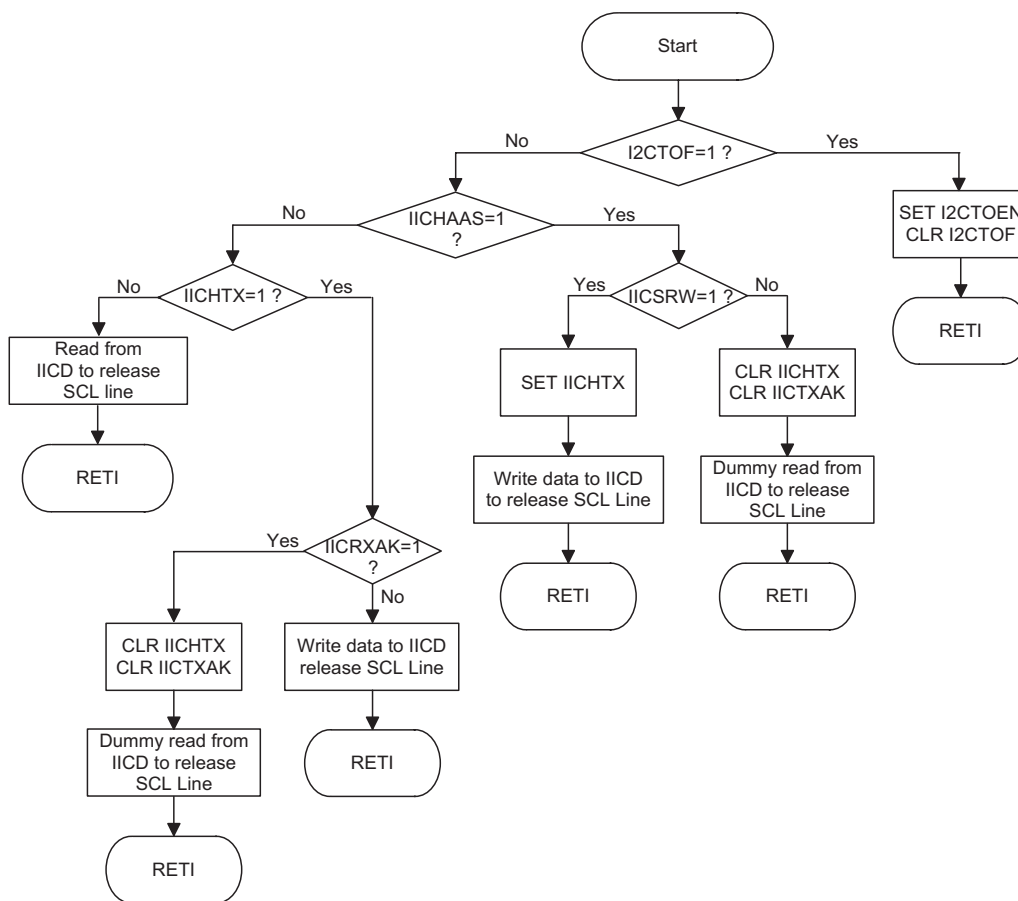 Start
No
I2CTOF=1 ?
Yes
No
IICHAAS=1
?
Yes
SET I2CTOEN
CLR I2CTOF
No
IICHTX=1 ?
Yes
Yes
IICSRW=1 ?
No
RETI
Read from
IICD to release
SCL line
SET IICHTX
CLR IICHTX
CLR IICTXAK
RETI
Write data to IICD
to release SCL Line
Dummy read from
IICD to release
SCL Line
Yes
IICRXAK=1
?
No
RETI
RETI
CLR IICHTX
CLR IICTXAK
Write data to IICD
release SCL Line
Dummy read from
IICD to release
SCL Line
RETI
RETI